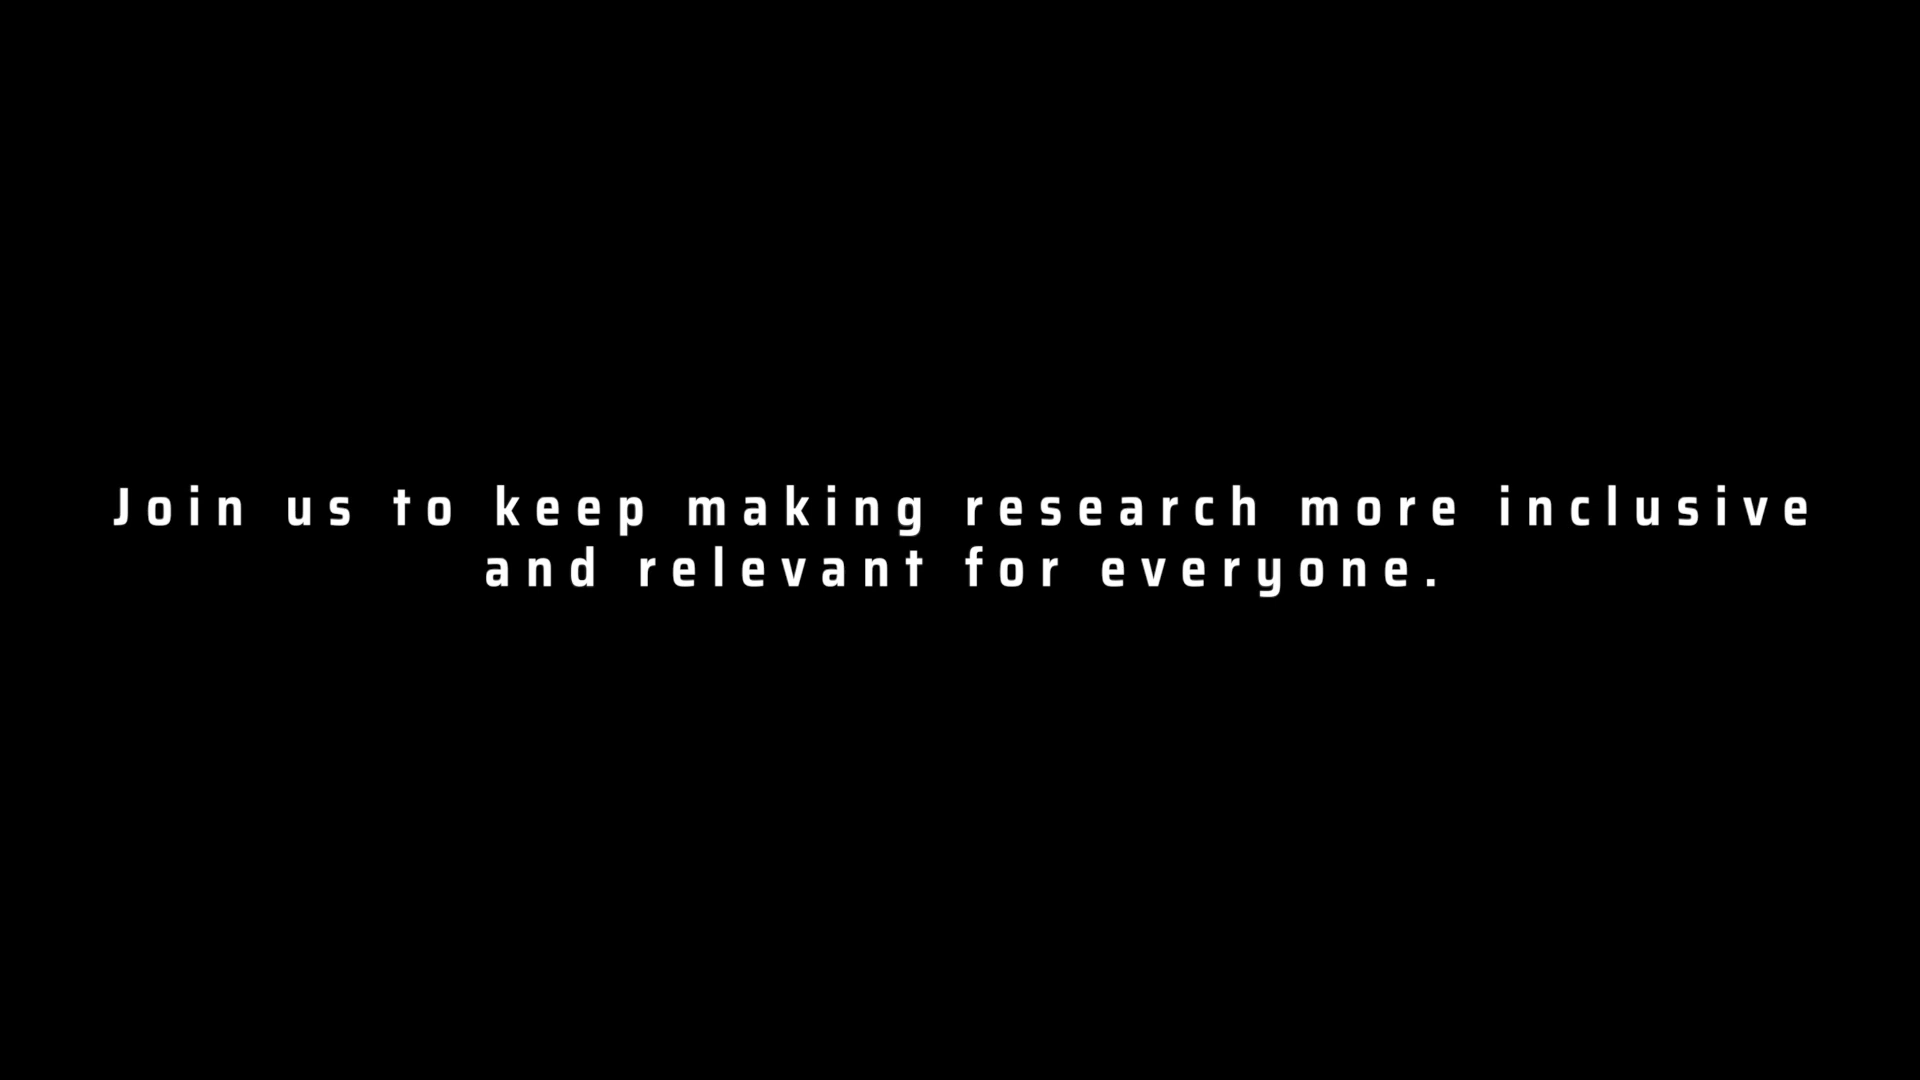 Join us to keep making research more inclusive
and relevant for everyone.